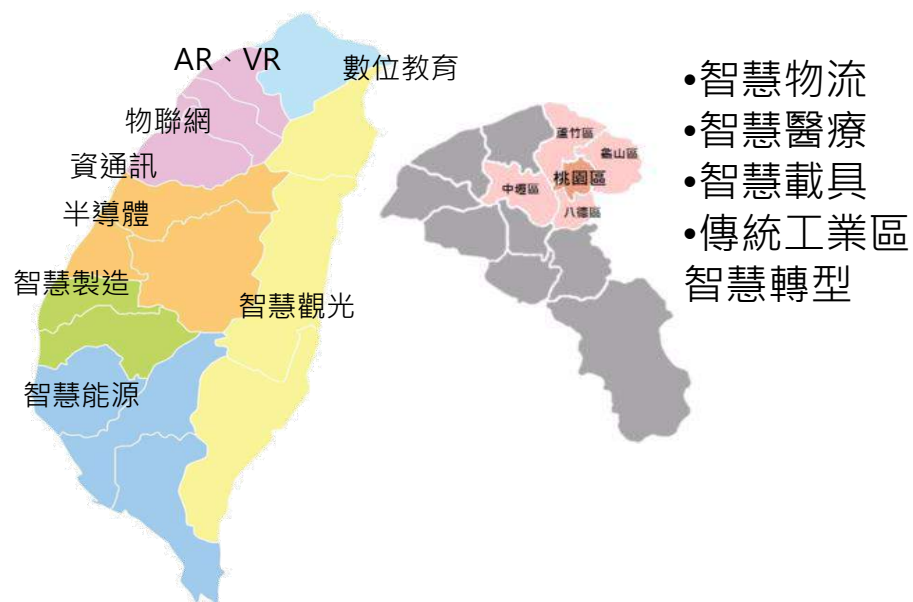 AR、VR
數位教育
物聯網
資通訊
半導體
智慧製造
智慧觀光
智慧能源
蘆竹區
龜山區
桃園區
中壢區
八德區
•智慧物流
•智慧醫療
•智慧載具
•傳統工業區
智慧轉型